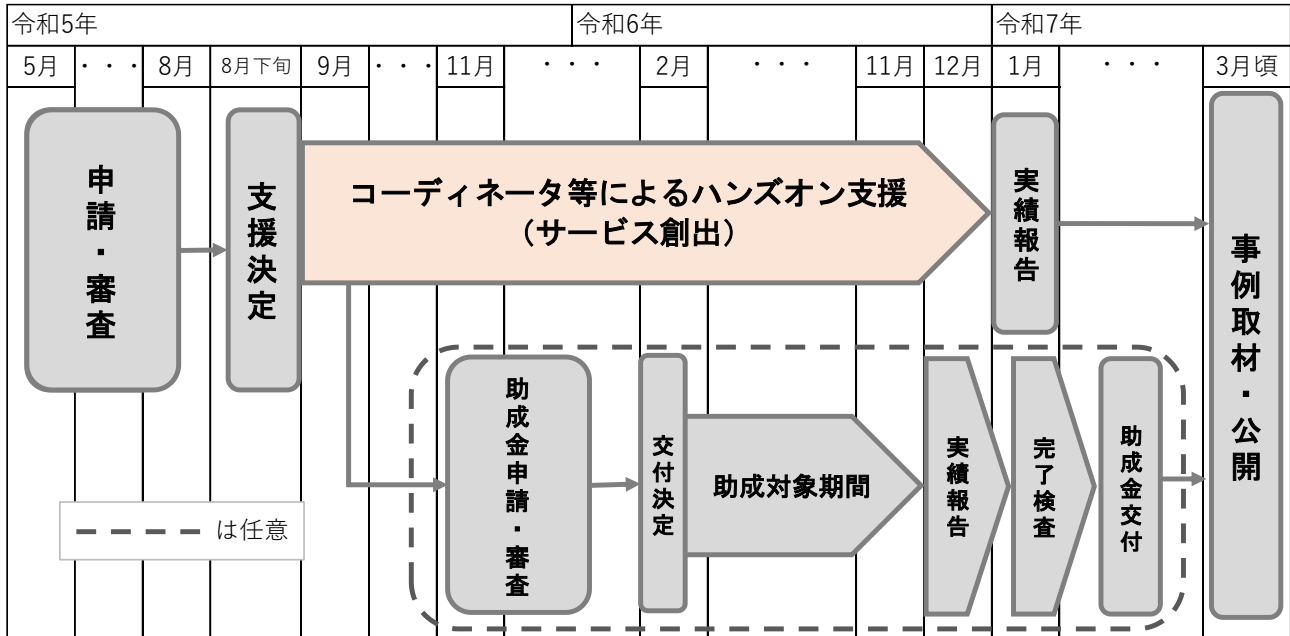 令和5年
令和6年
令和7年
5月
・・・
8月
8月下旬
9月
・・・
11月
・・・
2月
・・・
11月
12月
1月
・・・
3月頃
申請・審査
支援決定
コーディネータ等によるハンズオン支援
（サービス創出）
実績報告
事例取材・公開
助成金申請・審査
交付決定
助成対象期間
実績報告
完了検査
助成金交付
は任意